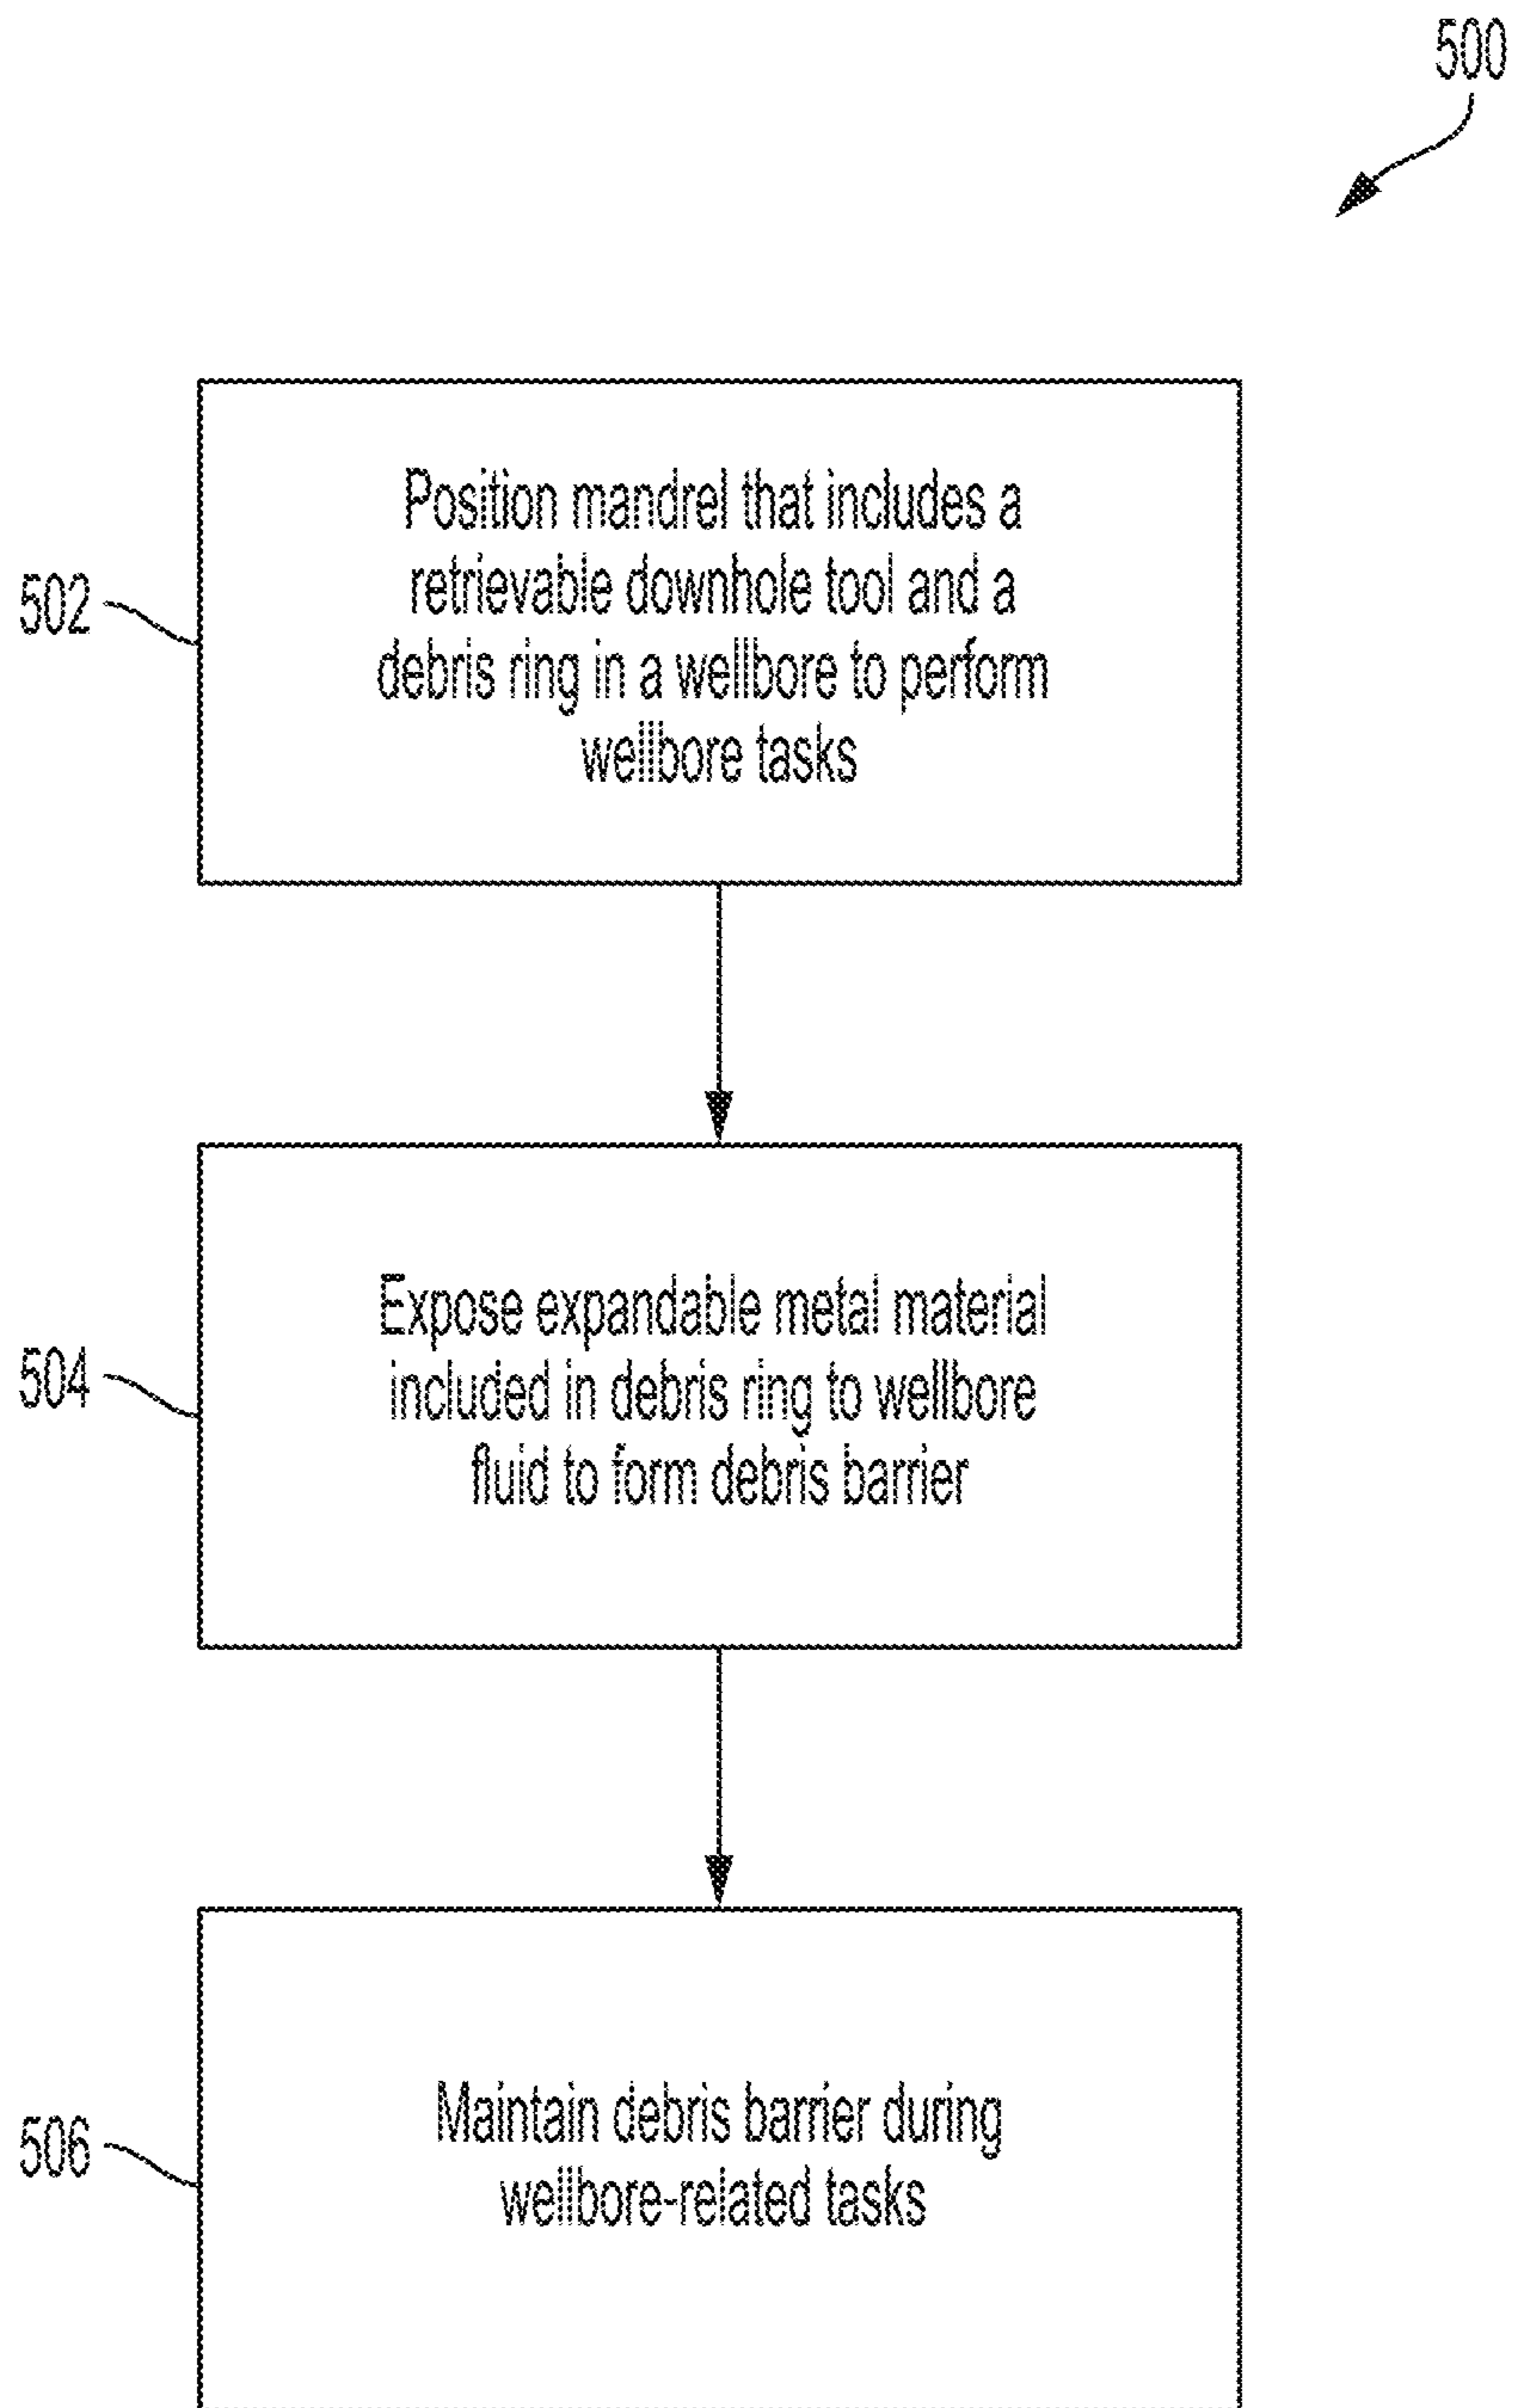 500
Position mandrel that includes a
retrievable downhole tool and a
debris ring in a wellbore to perform
wellbore tasks
502
Expose expandable metal material
included in debris ring to wellbore
fluid to form debris barrier
504
Maintain debris barrier during
wellbore-related tasks
506